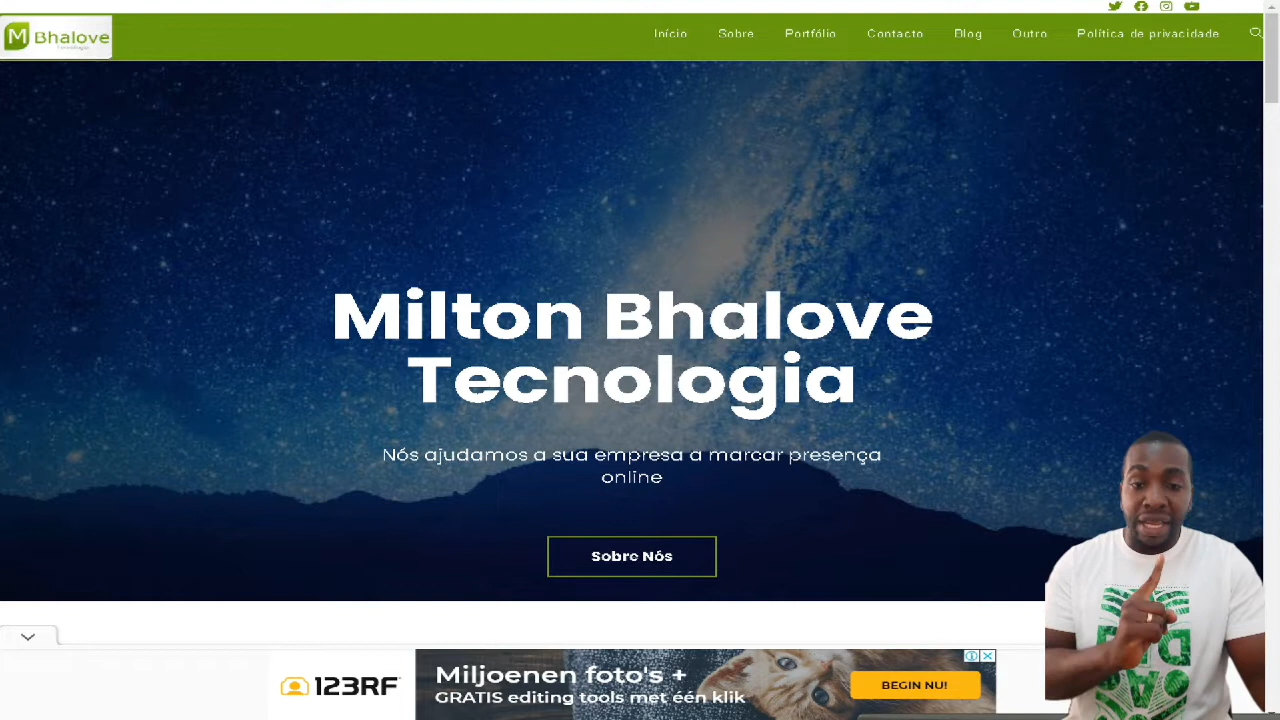 M Bhalove
Tecnologia
Início Sobre Portfólio Contacto Blog Outro Política de privacidade
Milton Bhalove
Tecnologia
Nós ajudamos a sua empresa a marcar presença
online
Sobre Nós
123RF
Miljoenen foto's +
GRATIS editing tools met één klik
BEGIN NU!